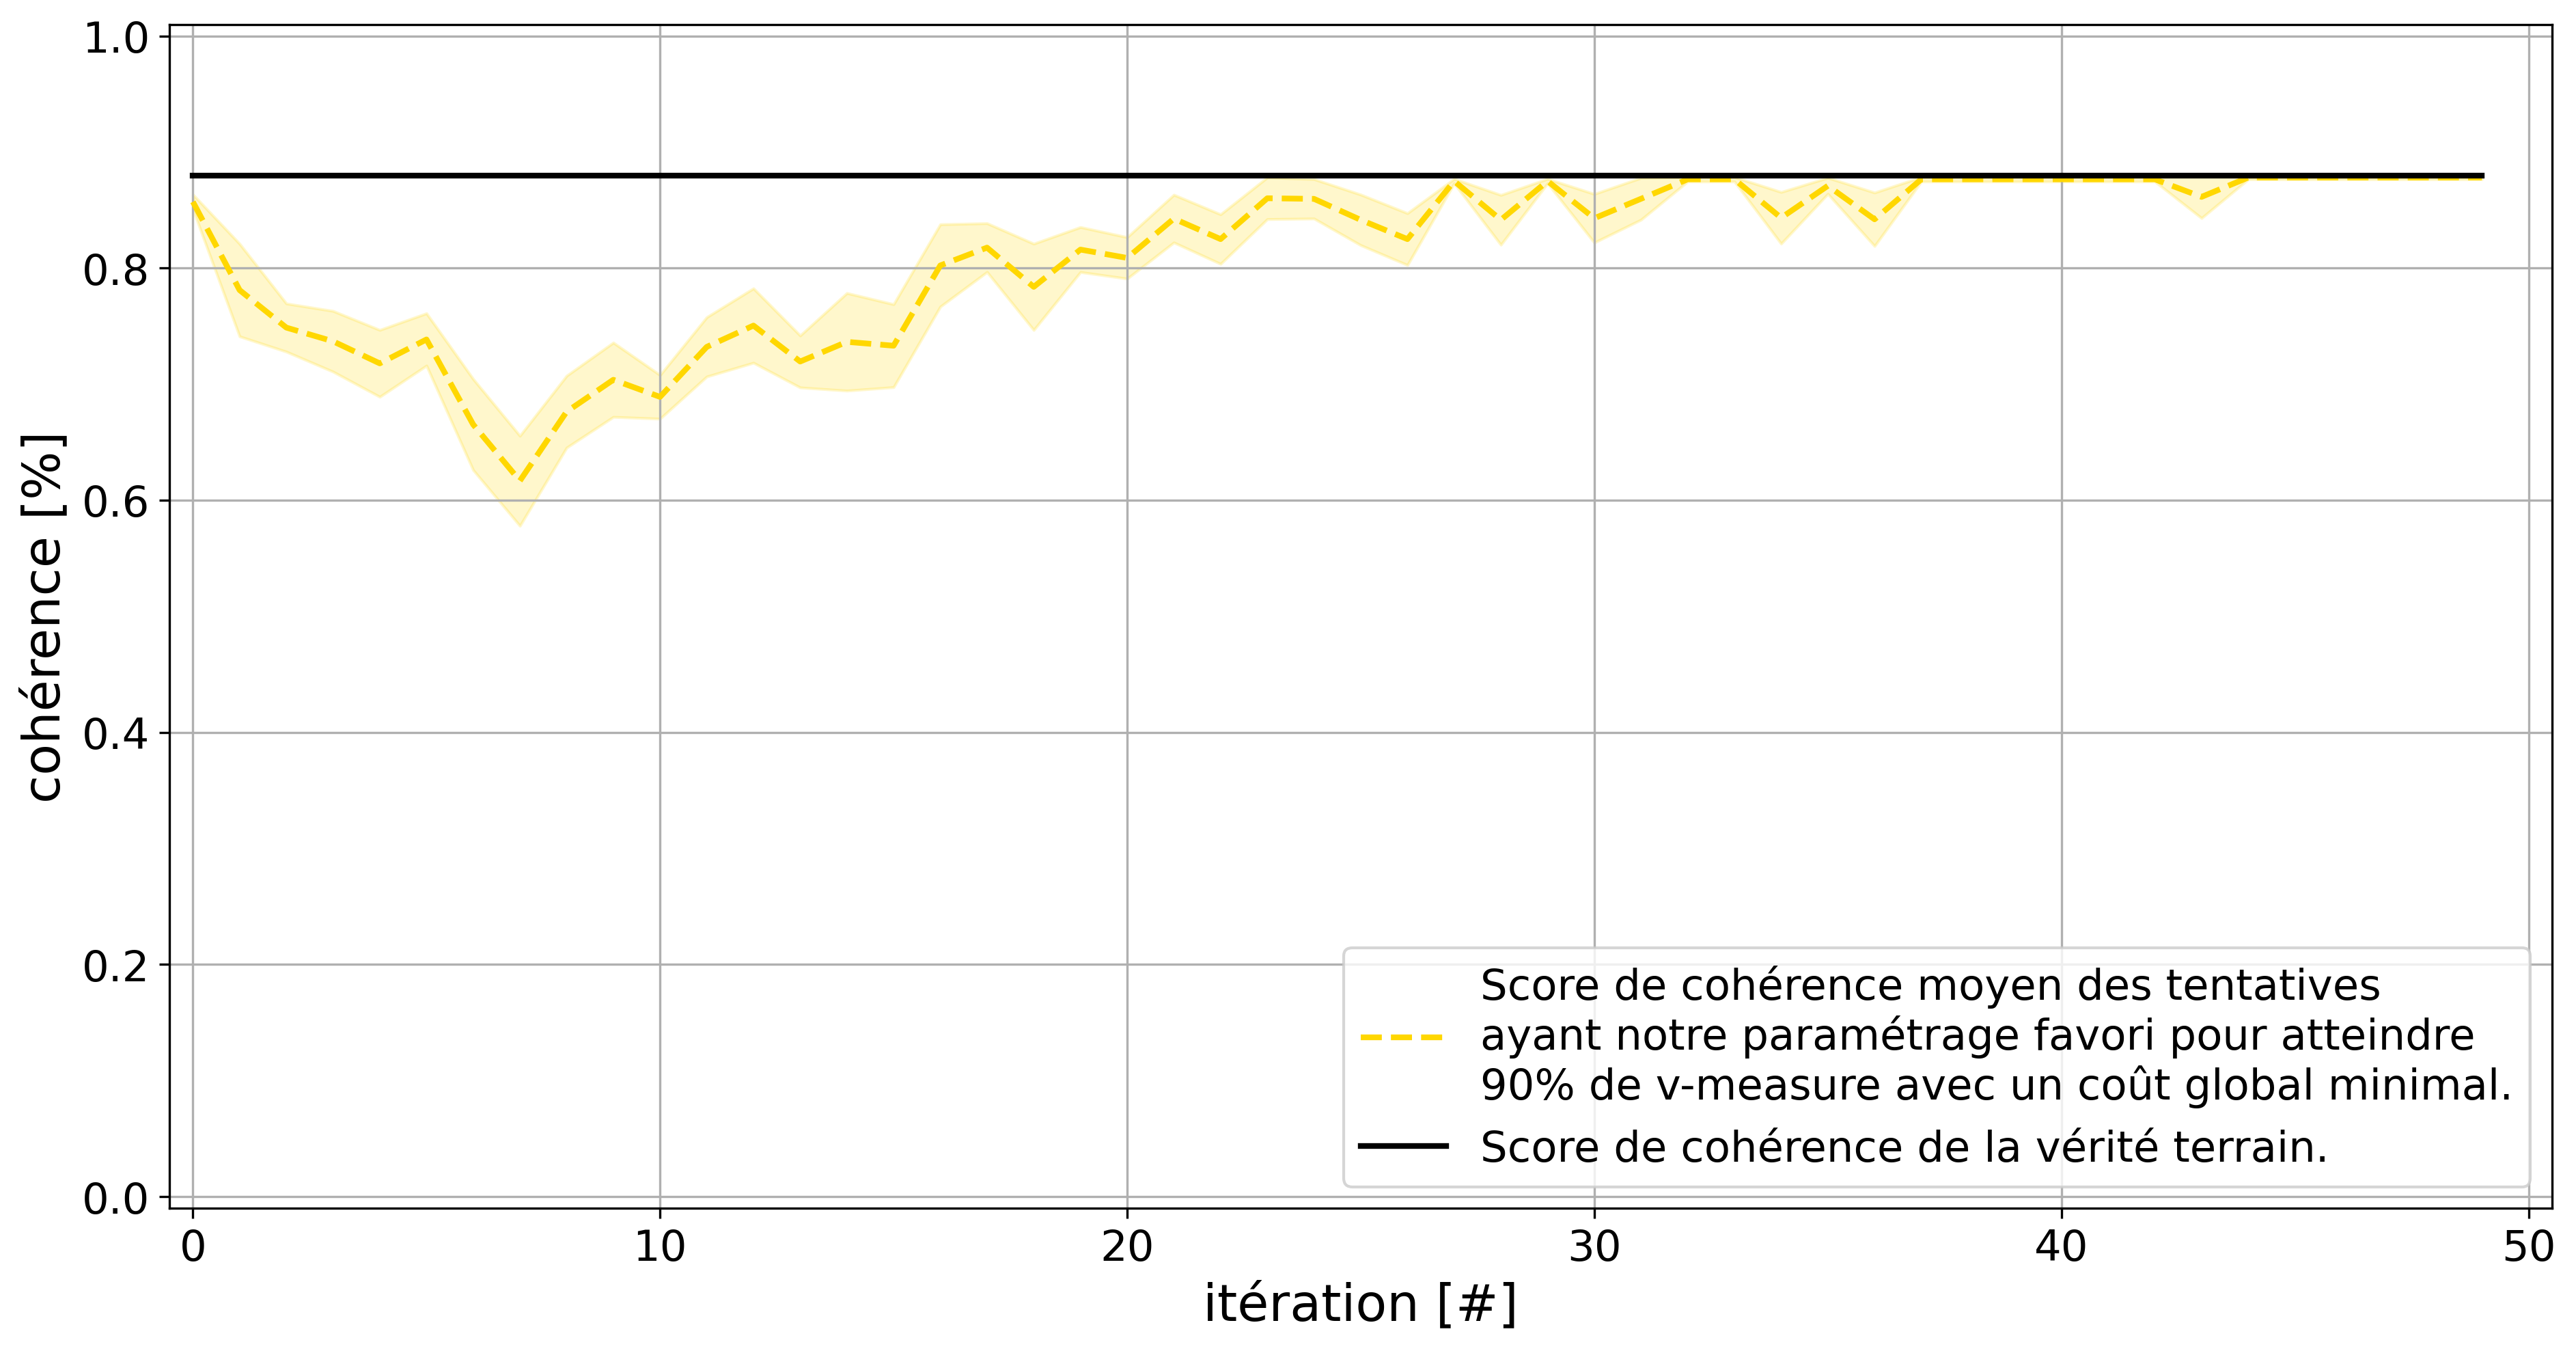 1.0
0.8
0.6
0.4
0.2
0.0
cohérence [%]
0 10 20 30 40 50
itération [#]
Score de cohérence moyen des tentatives
ayant notre paramétrage favori pour atteindre
90% de v-measure avec un coût global minimal.
Score de cohérence de la vérité terrain.